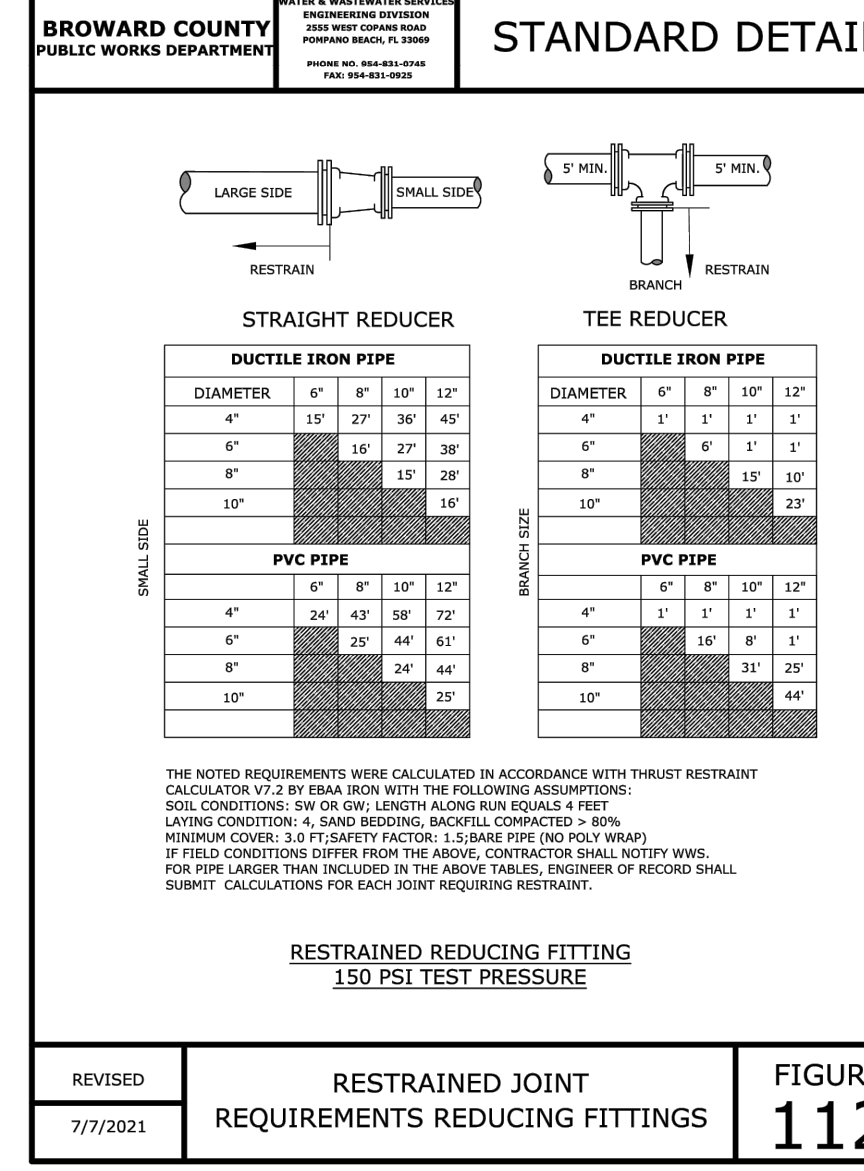 BROWARD COUNTY
PUBLIC WORKS DEPARTMENT
WATER & WASTEWATER SERVICES
ENGINEERING DIVISION
2555 WEST COPANS ROAD
POMPANO BEACH, FL 33069
PHONE NO. 954-831-0745
FAX: 954-831-0925
STANDARD DETAI
LARGE SIDE
SMALL SIDE
RESTRAIN
5' MIN.
5' MIN.
BRANCH
RESTRAIN
STRAIGHT REDUCER
DUCTILE IRON PIPE
DIAMETER 6" 8" 10" 12"
4" 15' 27' 36' 45'
6" 16' 27' 38'
8" 15' 28'
10" 16'
SMALL SIDE
PVC PIPE
6" 8" 10" 12"
4" 24' 43' 58' 72'
6" 25' 44' 61'
8" 24' 44'
10" 25'
TEE REDUCER
DUCTILE IRON PIPE
DIAMETER 6" 8" 10" 12"
4" 1' 1' 1' 1'
6" 6' 1' 1'
8" 15' 10'
10" 23'
BRANCH SIZE
PVC PIPE
6" 8" 10" 12"
4" 1' 1' 1' 1'
6" 16' 8' 1'
8" 31' 25'
10" 44'
THE NOTED REQUIREMENTS WERE CALCULATED IN ACCORDANCE WITH THRUST RESTRAINT
CALCULATOR V7.2 BY EBAA IRON WITH THE FOLLOWING ASSUMPTIONS:
SOIL CONDITIONS: SW OR GW; LENGTH ALONG RUN EQUALS 4 FEET
LAYING CONDITION: 4, SAND BEDDING, BACKFILL COMPACTED > 80%
MINIMUM COVER: 3.0 FT;SAFETY FACTOR: 1.5;BARE PIPE (NO POLY WRAP)
IF FIELD CONDITIONS DIFFER FROM THE ABOVE, CONTRACTOR SHALL NOTIFY WWS.
FOR PIPE LARGER THAN INCLUDED IN THE ABOVE TABLES, ENGINEER OF RECORD SHALL
SUBMIT CALCULATIONS FOR EACH JOINT REQUIRING RESTRAINT.
RESTRAINED REDUCING FITTING
150 PSI TEST PRESSURE
REVISED
7/7/2021
RESTRAINED JOINT
REQUIREMENTS REDUCING FITTINGS
FIGUR
112